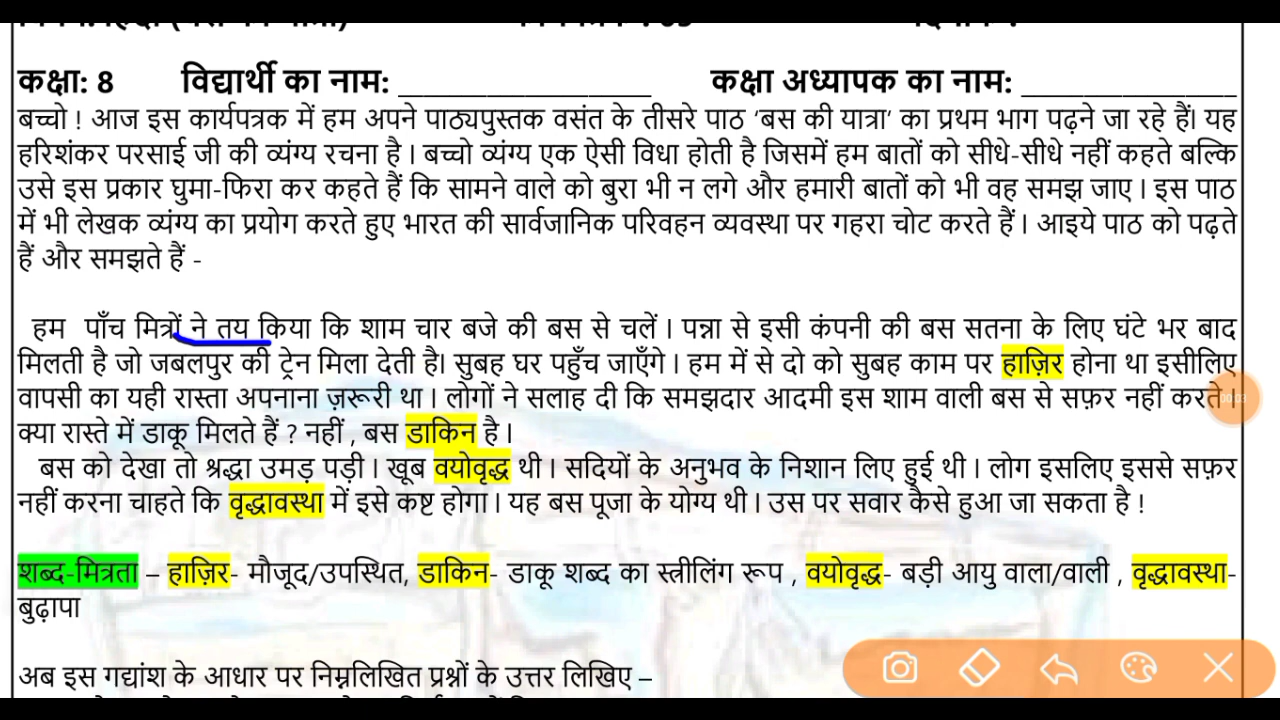 कक्षा: 8 विद्यार्थी का नाम: __________________ कक्षा अध्यापक का नाम: _______________
बच्चो ! आज इस कार्यपत्रक में हम अपने पाठ्यपुस्तक वसंत के तीसरे पाठ ‘बस की यात्रा’ का प्रथम भाग पढ़ने जा रहे हैं। यह
हरिशंकर परसाई जी की व्यंग्य रचना है । बच्चो व्यंग्य एक ऐसी विधा होती है जिसमें हम बातों को सीधे-सीधे नहीं कहते बल्कि
उसे इस प्रकार घुमा-फिरा कर कहते हैं कि सामने वाले को बुरा भी न लगे और हमारी बातों को भी वह समझ जाए । इस पाठ
में भी लेखक व्यंग्य का प्रयोग करते हुए भारत की सार्वजानिक परिवहन व्यवस्था पर गहरा चोट करते हैं । आइये पाठ को पढ़ते
हैं और समझते हैं -
हम पाँच मित्रों ने तय किया कि शाम चार बजे की बस से चलें । पन्ना से इसी कंपनी की बस सतना के लिए घंटे भर बाद
मिलती है जो जबलपुर की ट्रेन मिला देती है। सुबह घर पहुँच जाएँगे । हम में से दो को सुबह काम पर हाज़िर होना था इसीलिए
वापसी का यही रास्ता अपनाना ज़रूरी था । लोगों ने सलाह दी कि समझदार आदमी इस शाम वाली बस से सफ़र नहीं करते।
क्या रास्ते में डाकू मिलते हैं ? नहीं , बस डाकिन है ।
बस को देखा तो श्रद्धा उमड़ पड़ी । खूब वयोवृद्ध थी । सदियों के अनुभव के निशान लिए हुई थी । लोग इसलिए इससे सफ़र
नहीं करना चाहते कि वृद्धावस्था में इसे कष्ट होगा । यह बस पूजा के योग्य थी । उस पर सवार कैसे हुआ जा सकता है !
शब्द-मित्रता – हाज़िर- मौजूद/उपस्थित, डाकिन- डाकू शब्द का स्त्रीलिंग रूप , वयोवृद्ध- बड़ी आयु वाला/वाली , वृद्धावस्था-
बुढ़ापा
अब इस गद्यांश के आधार पर निम्नलिखित प्रश्नों के उत्तर लिखिए –
00:03